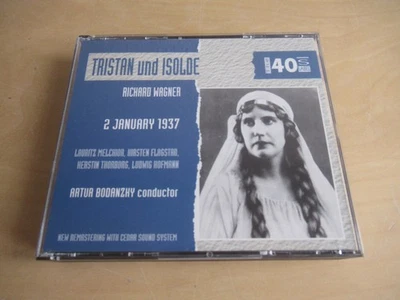 TRISTAN und ISOLDE
40
RICHARD WAGNER
2 JANUARY 1937
LAURITZ MELCHIOR, KIRSTEN FLAGSTAD,
KERSTIN THORBORG, LUDWIG HOFMANN
ARTUR BODANZKY conductor
NEW REMASTERING WITH CEDAR SOUND SYSTEM